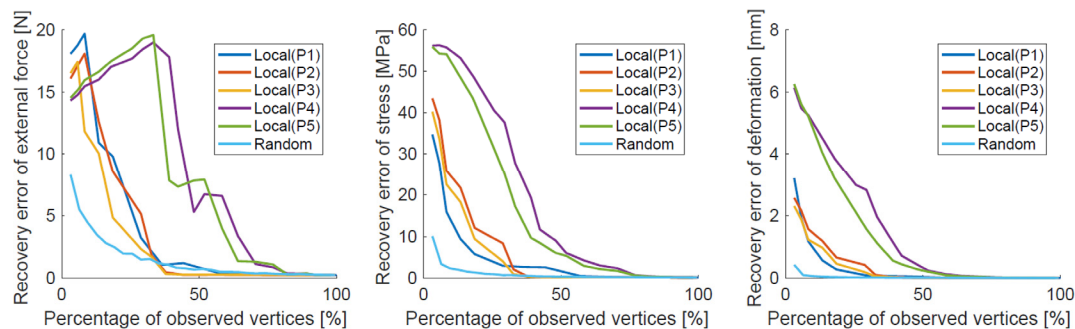 Recovery error of external force [N]
20
15
10
5
0
0
50
100
Percentage of observed vertices [%]
Local(P1)
Local(P2)
Local(P3)
Local(P4)
Local(P5)
Random
Recovery error of stress [MPa]
60
50
40
30
20
10
0
0
50
100
Percentage of observed vertices [%]
Local(P1)
Local(P2)
Local(P3)
Local(P4)
Local(P5)
Random
Recovery error of deformation [mm]
8
6
4
2
0
0
50
100
Percentage of observed vertices [%]
Local(P1)
Local(P2)
Local(P3)
Local(P4)
Local(P5)
Random